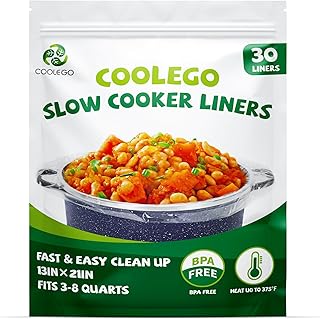 COOLEGO
30
LINERS
COOLEGO
SLOW COOKER LINERS
FAST & EASY CLEAN UP
13IN×21IN
FITS 3-8 QUARTS
BPA
FREE
BPA FREE
HEAT UP TO 375°F